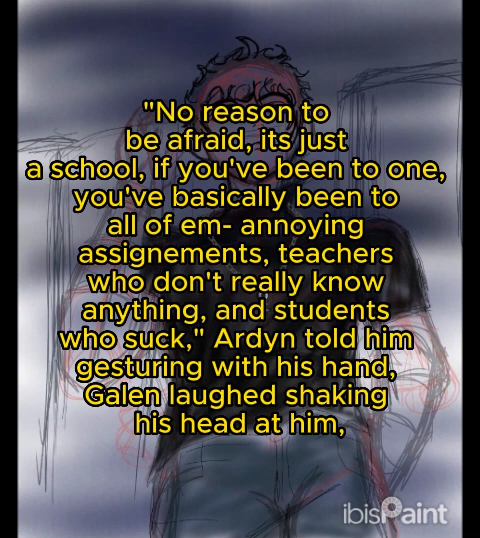 "No reason to
be afraid, its just
a school, if you've been to one,
you've basically been to
all of em- annoying
assignements, teachers
who don't really know
anything, and students
who suck," Ardyn told him
gesturing with his hand,
Galen laughed shaking
his head at him,
ibisPaint